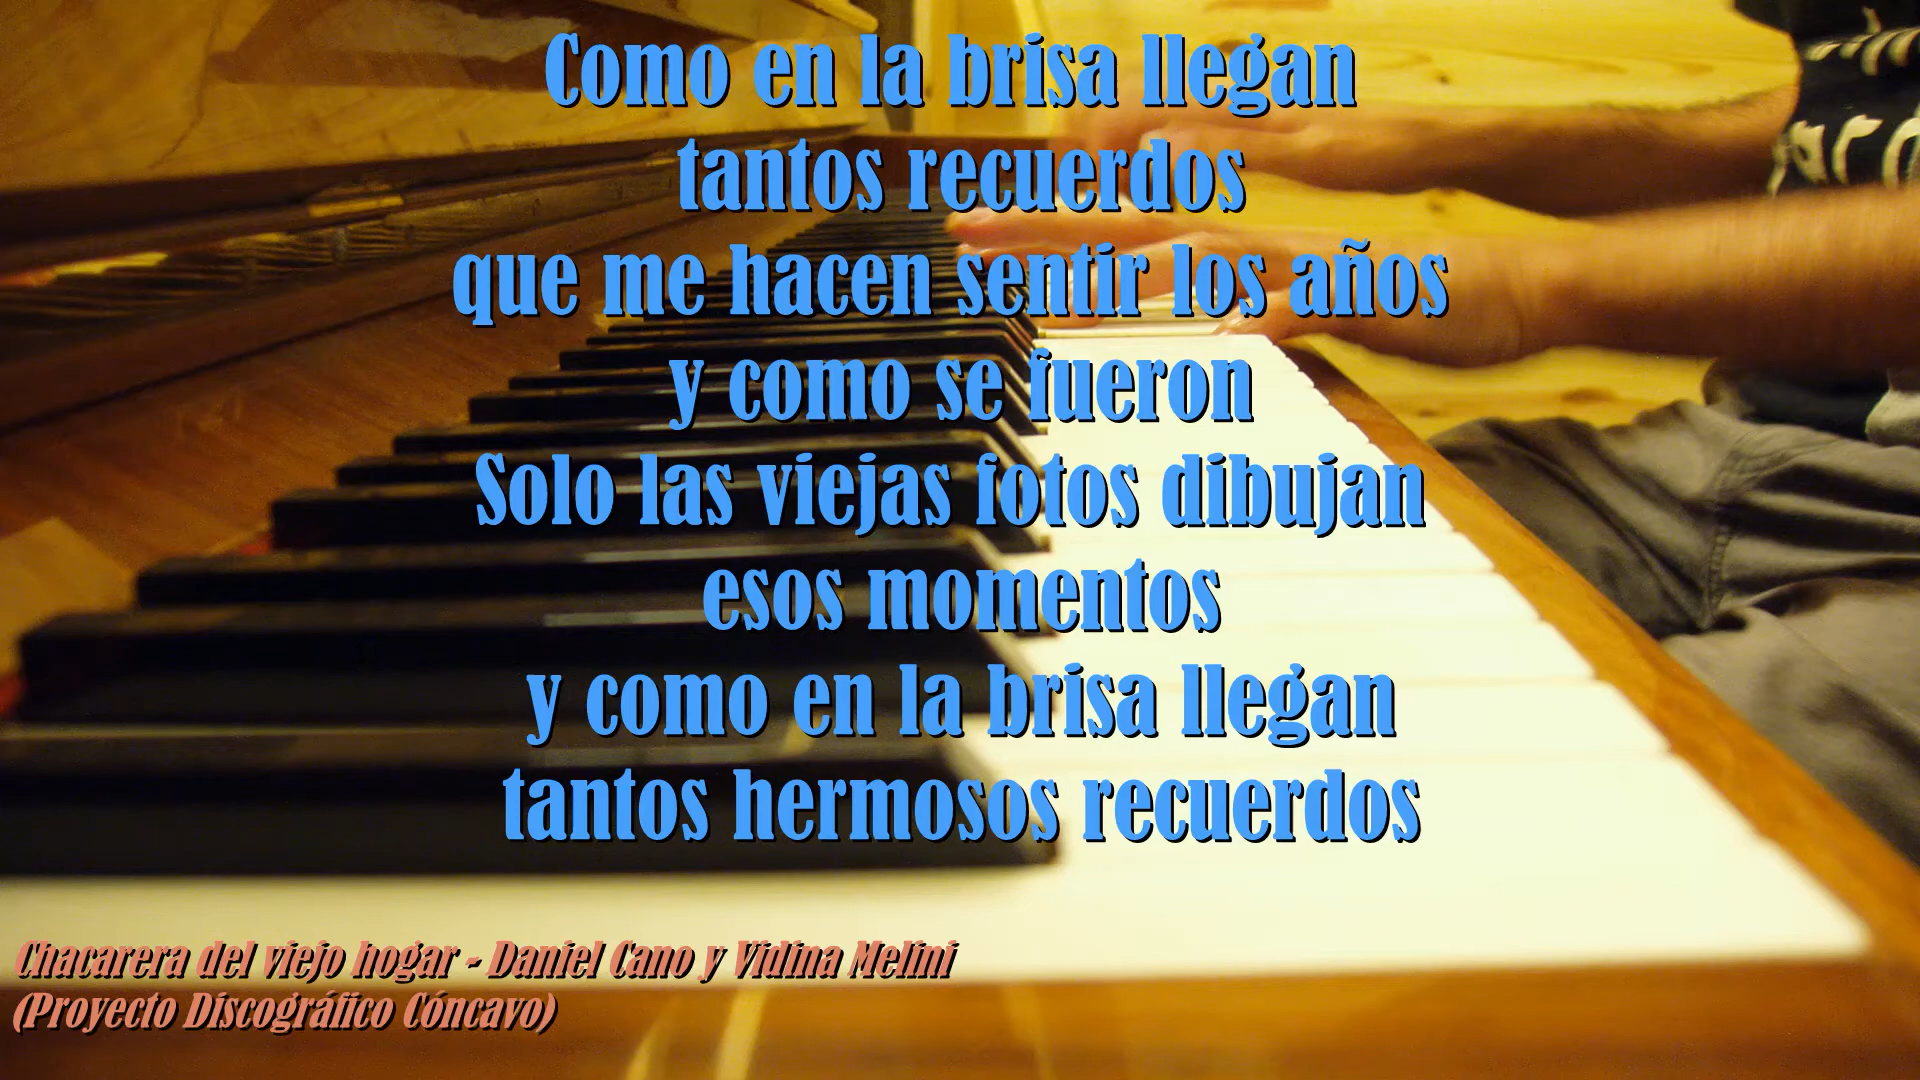 Como en la brisa llegan
tantos recuerdos
que me hacen sentir los años
y como se fueron
Solo las viejas fotos dibujan
esos momentos
y como en la brisa llegan
tantos hermosos recuerdos
Chacarera del viejo hogar - Daniel Cano y Vidina Melini
(Proyecto Discográfico Cóncavo)